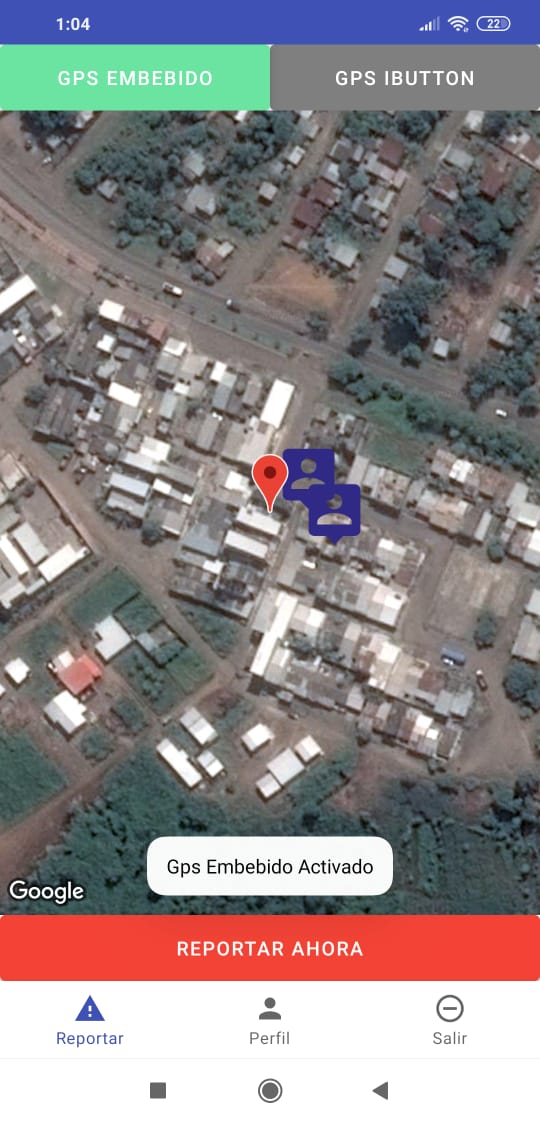 1:04
22
GPS EMBEBIDO
GPS IBUTTON
Gps Embebido Activado
Google
REPORTAR AHORA
Reportar
Perfil
Salir